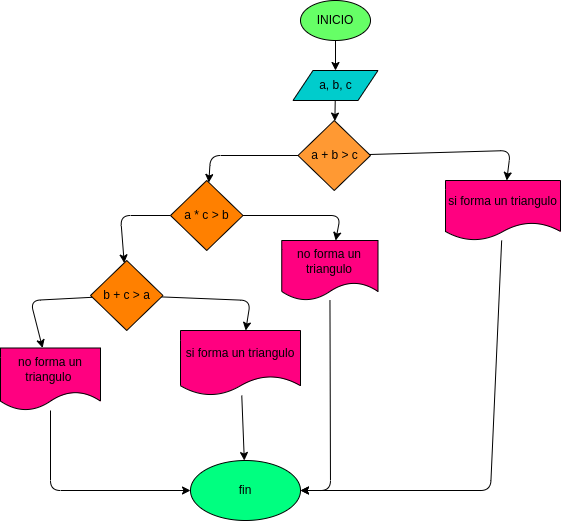 INICIO
a, b, c
a + b > c
si forma un triangulo
a * c > b
no forma un
triangulo
b + c > a
si forma un triangulo
no forma un
triangulo
fin